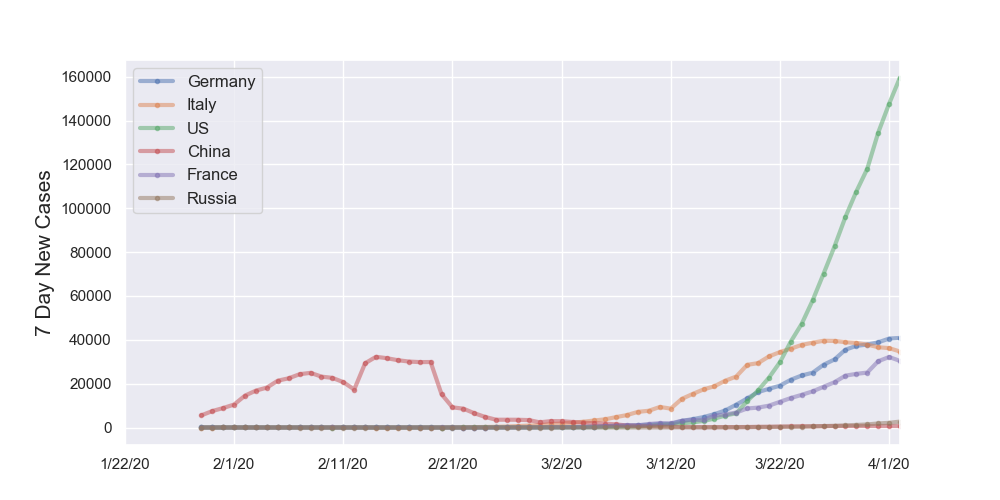 160000
140000
120000
100000
80000
60000
40000
20000
0
7 Day New Cases
Germany
Italy
US
China
France
Russia
1/22/20 2/1/20 2/11/20 2/21/20 3/2/20 3/12/20 3/22/20 4/1/20